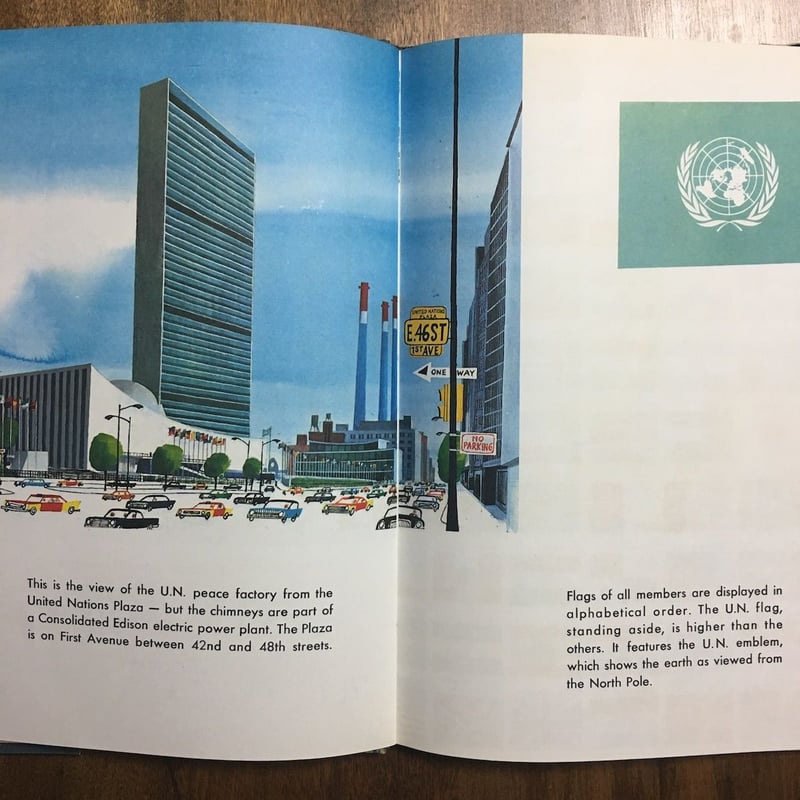 UNITED NATIONS
PLAZA
E.46ST
1ST AVE
ONE WAY
NO
PARKING
This is the view of the U.N. peace factory from the
United Nations Plaza — but the chimneys are part of
a Consolidated Edison electric power plant. The Plaza
is on First Avenue between 42nd and 48th streets.
Flags of all members are displayed in
alphabetical order. The U.N. flag,
standing aside, is higher than the
others. It features the U.N. emblem,
which shows the earth as viewed from
the North Pole.